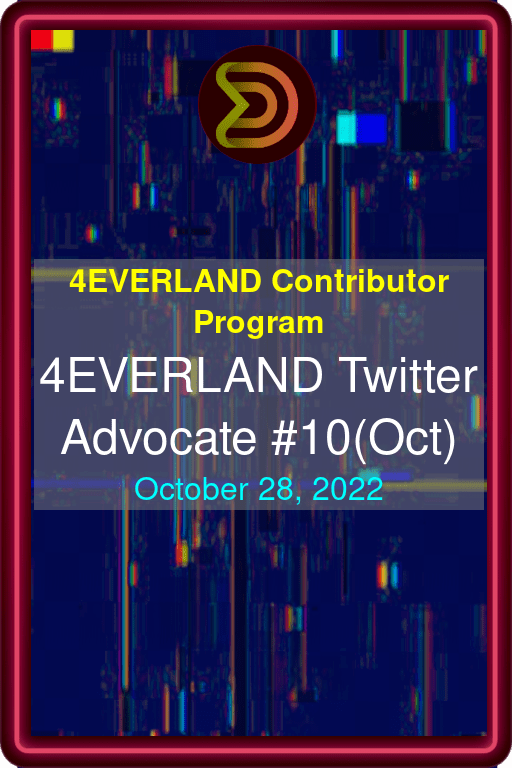 4EVERLAND Contributor
Program
4EVERLAND Twitter
Advocate #10(Oct)
October 28, 2022